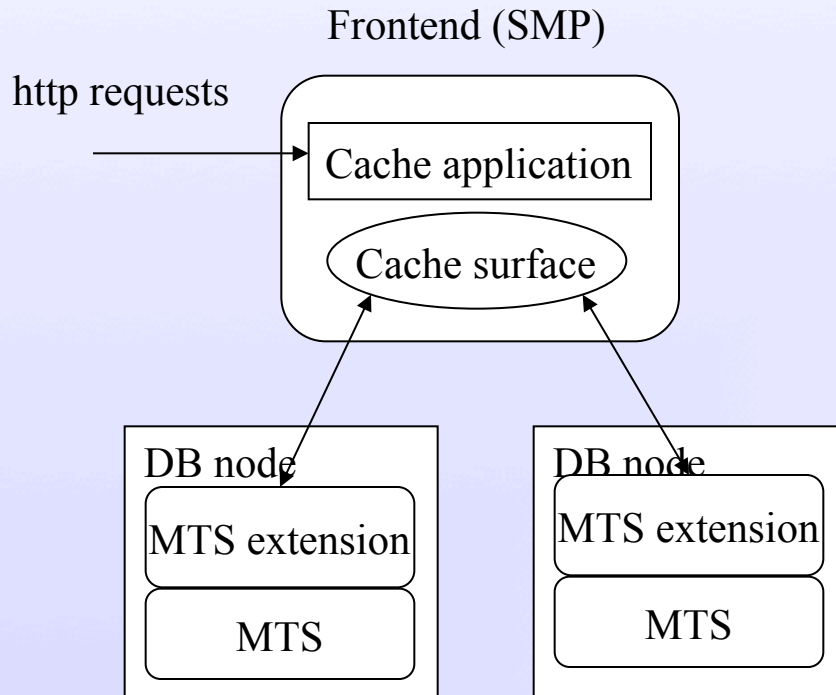 Frontend (SMP)
http requests
Cache application
Cache surface
DB node
MTS extension
MTS
DB node
MTS extension
MTS